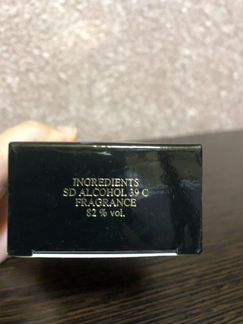 INGREDIENTS
SD ALCOHOL 39 C
FRAGRANCE
82 % vol.